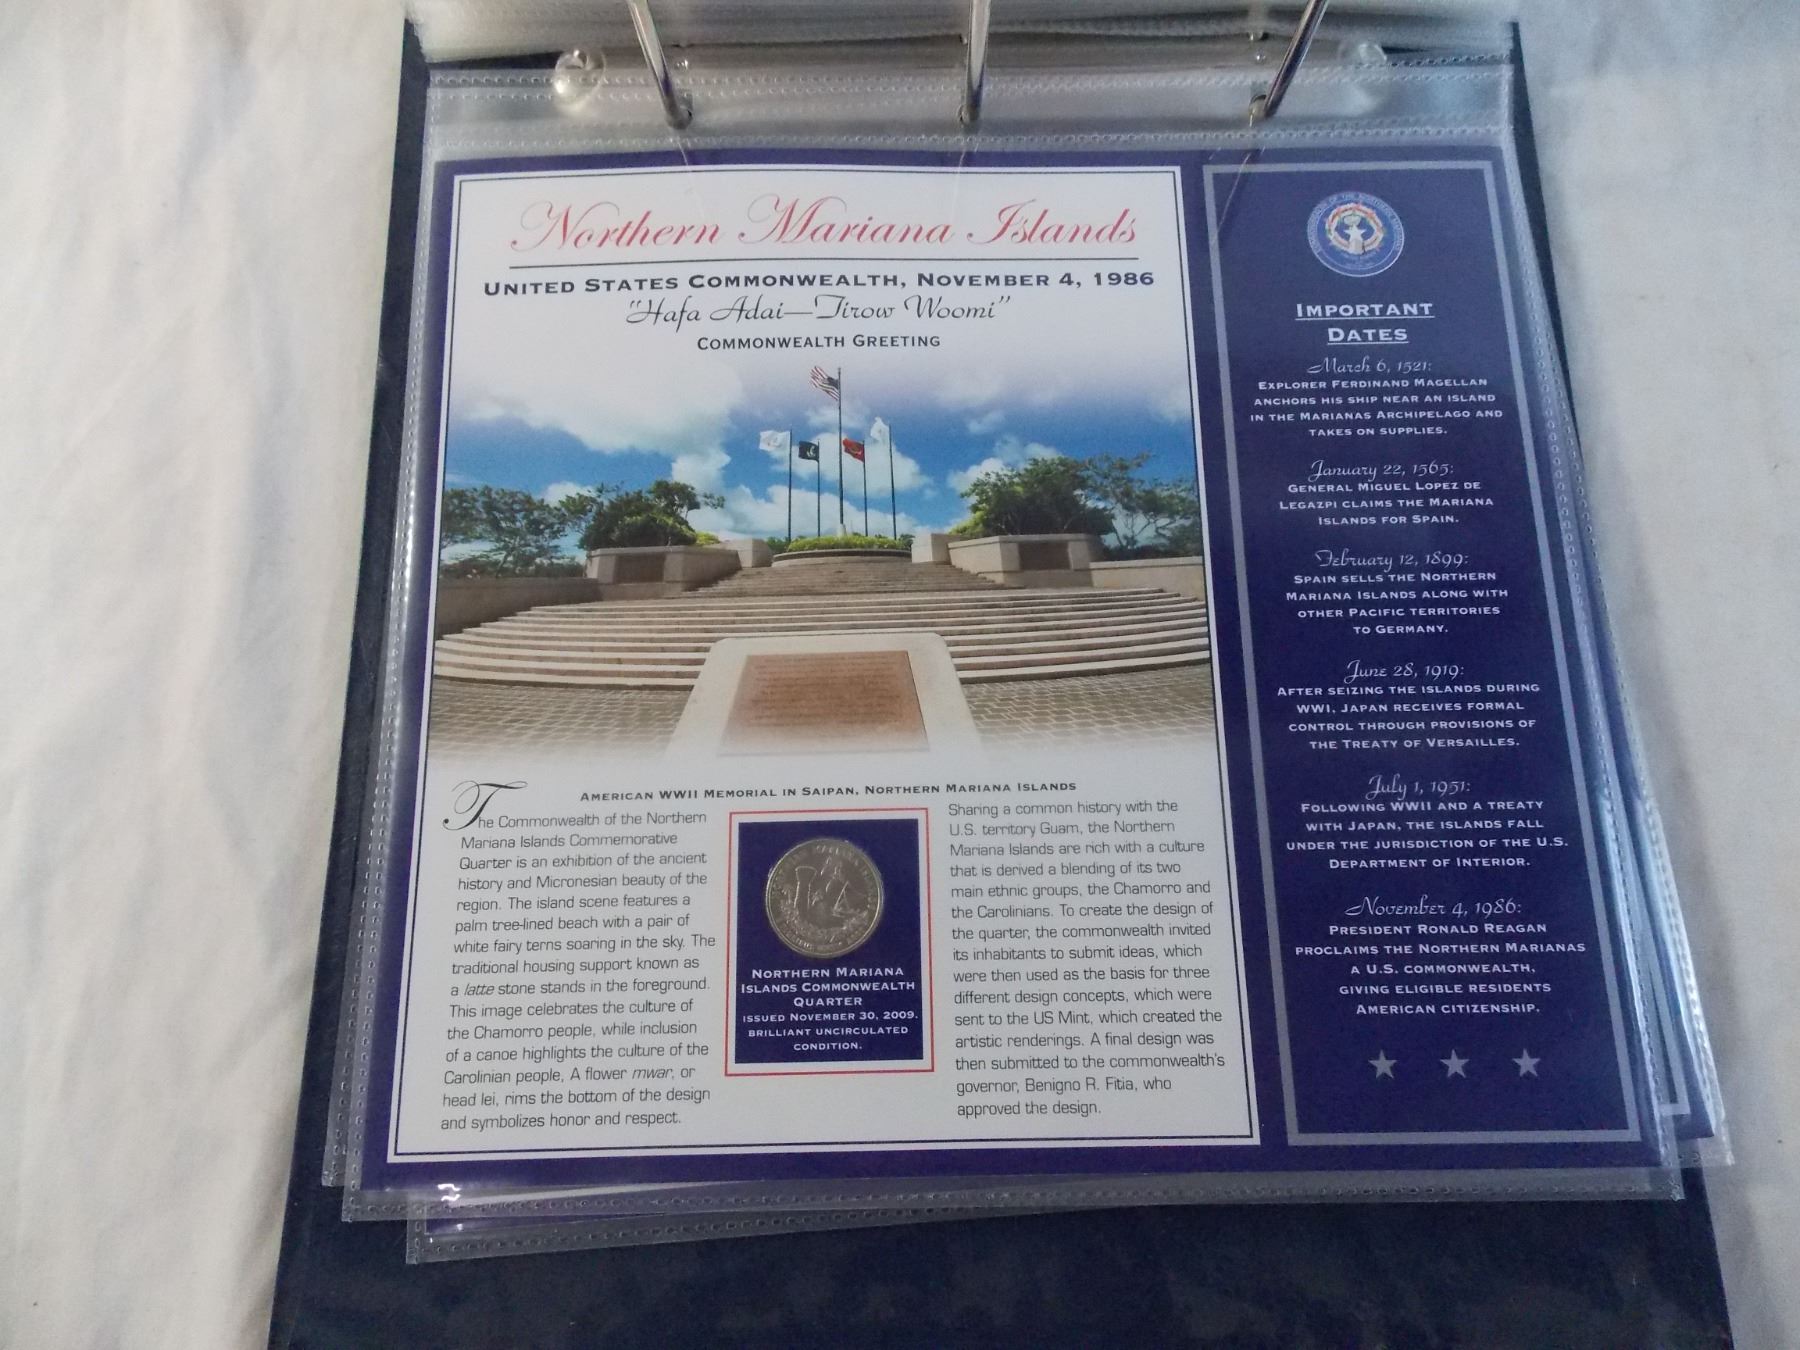 Northern Mariana Islands
UNITED STATES COMMONWEALTH, NOVEMBER 4, 1986
"Hafa Adai—Tirow Woomi"
COMMONWEALTH GREETING
AMERICAN WWII MEMORIAL IN SAIPAN, NORTHERN MARIANA ISLANDS
The Commonwealth of the Northern
Mariana Islands Commemorative
Quarter is an exhibition of the ancient
history and Micronesian beauty of the
region. The island scene features a
palm tree-lined beach with a pair of
white fairy terns soaring in the sky. The
traditional housing support known as
a latte stone stands in the foreground.
This image celebrates the culture of
the Chamorro people, while inclusion
of a canoe highlights the culture of the
Carolinian people, A flower mwar, or
head lei, rims the bottom of the design
and symbolizes honor and respect.
NORTHERN MARIANA
ISLANDS COMMONWEALTH
QUARTER
ISSUED NOVEMBER 30, 2009.
BRILLIANT UNCIRCULATED
CONDITION.
Sharing a common history with the
U.S. territory Guam, the Northern
Mariana Islands are rich with a culture
that is derived a blending of its two
main ethnic groups, the Chamorro and
the Carolinians. To create the design of
the quarter, the commonwealth invited
its inhabitants to submit ideas, which
were then used as the basis for three
different design concepts, which were
sent to the US Mint, which created the
artistic renderings. A final design was
then submitted to the commonwealth's
governor, Benigno R. Fitia, who
approved the design.
IMPORTANT
DATES
March 6, 1521:
EXPLORER FERDINAND MAGELLAN
ANCHORS HIS SHIP NEAR AN ISLAND
IN THE MARIANAS ARCHIPELAGO AND
TAKES ON SUPPLIES.
January 22, 1565:
GENERAL MIGUEL LOPEZ DE
LEGAZPI CLAIMS THE MARIANA
ISLANDS FOR SPAIN.
February 12, 1899:
SPAIN SELLS THE NORTHERN
MARIANA ISLANDS ALONG WITH
OTHER PACIFIC TERRITORIES
TO GERMANY.
June 28, 1919:
AFTER SEIZING THE ISLANDS DURING
WWI, JAPAN RECEIVES FORMAL
CONTROL THROUGH PROVISIONS OF
THE TREATY OF VERSAILLES.
July 1, 1951:
FOLLOWING WWII AND A TREATY
WITH JAPAN, THE ISLANDS FALL
UNDER THE JURISDICTION OF THE U.S.
DEPARTMENT OF INTERIOR.
November 4, 1986:
PRESIDENT RONALD REAGAN
PROCLAIMS THE NORTHERN MARIANAS
A U.S. COMMONWEALTH,
GIVING ELIGIBLE RESIDENTS
AMERICAN CITIZENSHIP.